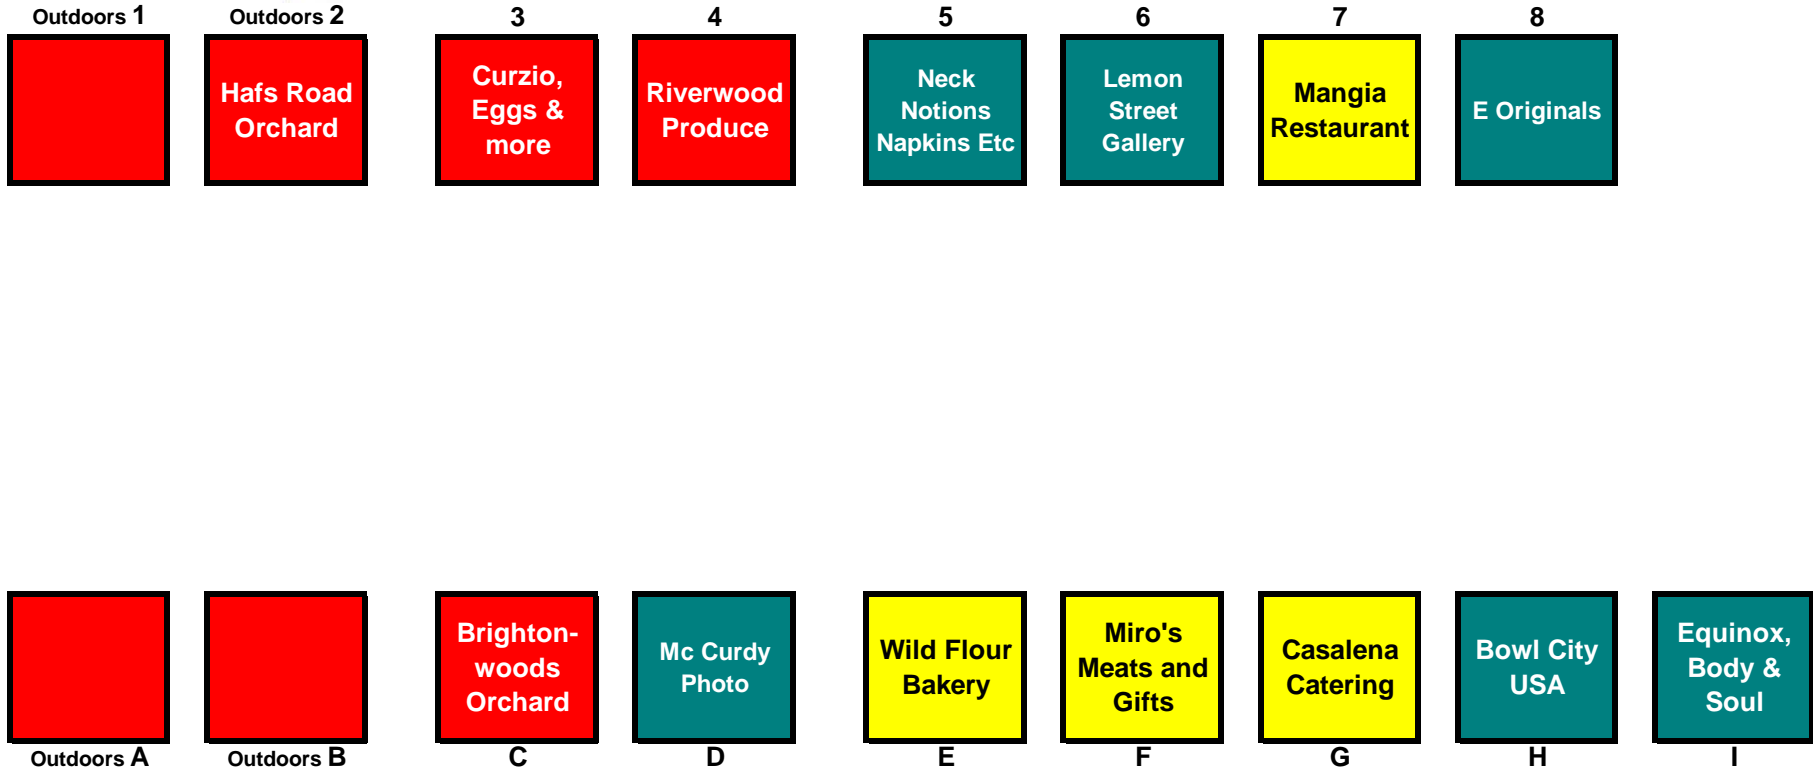 Outdoors 1 Outdoors 2 3 4 5 6 7 8
Hafs Road
Orchard
Curzio,
Eggs &
more
Riverwood
Produce
Neck
Notions
Napkins Etc
Lemon
Street
Gallery
Mangia
Restaurant
E Originals
Brighton-
woods
Orchard
Mc Curdy
Photo
Wild Flour
Bakery
Miro's
Meats and
Gifts
Casalena
Catering
Bowl City
USA
Equinox,
Body &
Soul
Outdoors A Outdoors B C D E F G H I